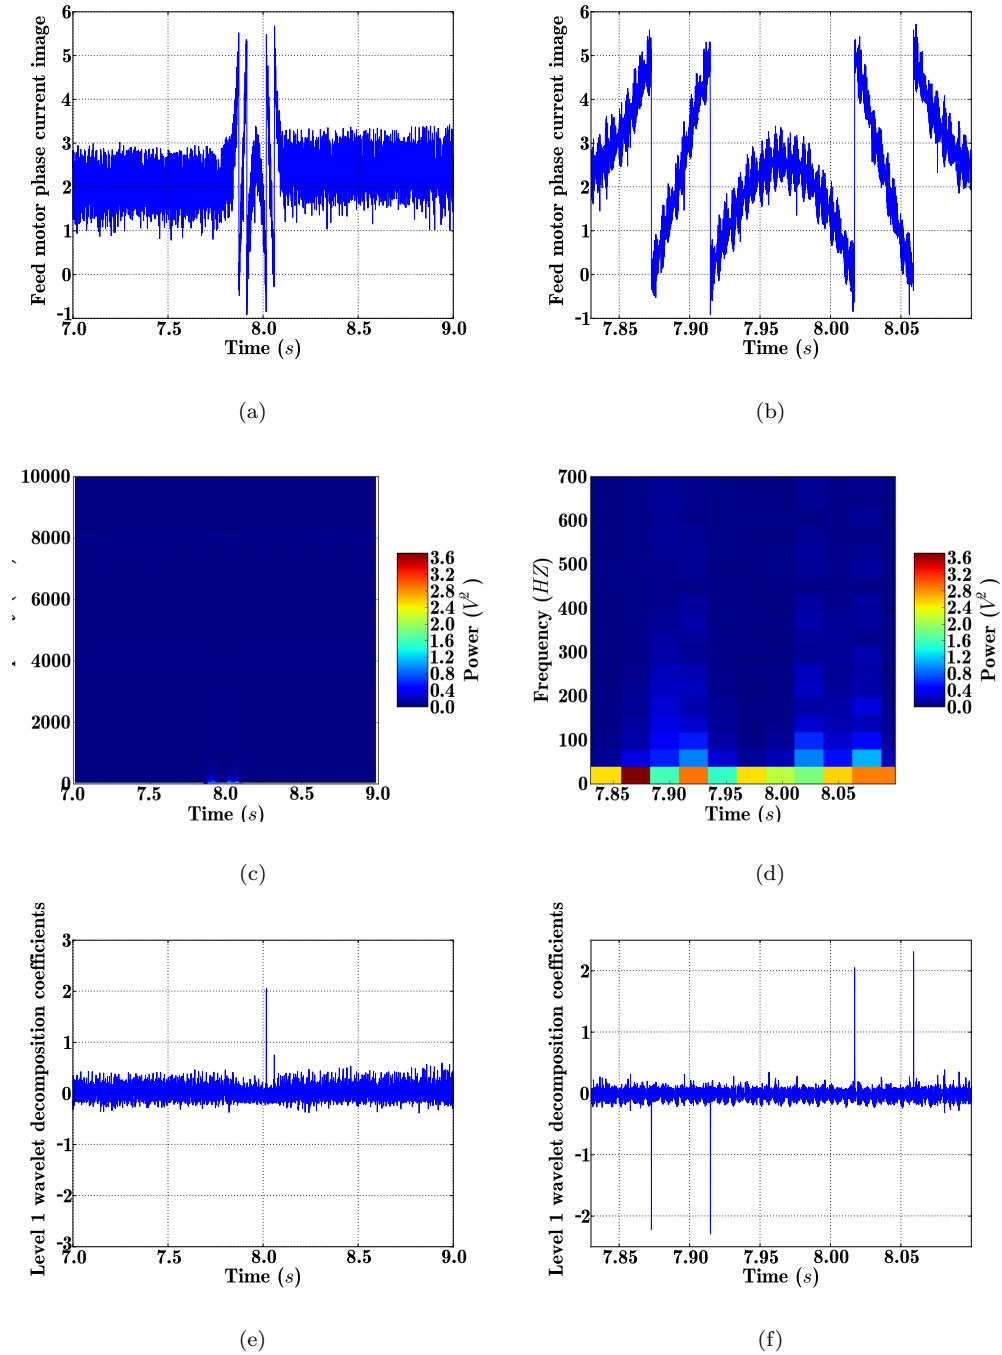 Feed motor phase current image
6
5
4
3
2
1
0
-1
7.0 7.5 8.0 8.5 9.0
Time (s)
(a)
Feed motor phase current image
6
5
4
3
2
1
0
-1
7.85 7.90 7.95 8.00 8.05
Time (s)
(b)
10000
8000
6000
4000
2000
0
7.0 7.5 8.0 8.5 9.0
Time (s)
3.6
3.2
2.8
2.4
2.0
1.6
1.2
0.8
0.4
0.0
Power (V²)
(c)
Frequency (HZ)
700
600
500
400
300
200
100
0
7.85 7.90 7.95 8.00 8.05
Time (s)
3.6
3.2
2.8
2.4
2.0
1.6
1.2
0.8
0.4
0.0
Power (V²)
(d)
Level 1 wavelet decomposition coefficients
3
2
1
0
-1
-2
-3
7.0 7.5 8.0 8.5 9.0
Time (s)
(e)
Level 1 wavelet decomposition coefficients
2
1
0
-1
-2
7.85 7.90 7.95 8.00 8.05
Time (s)
(f)